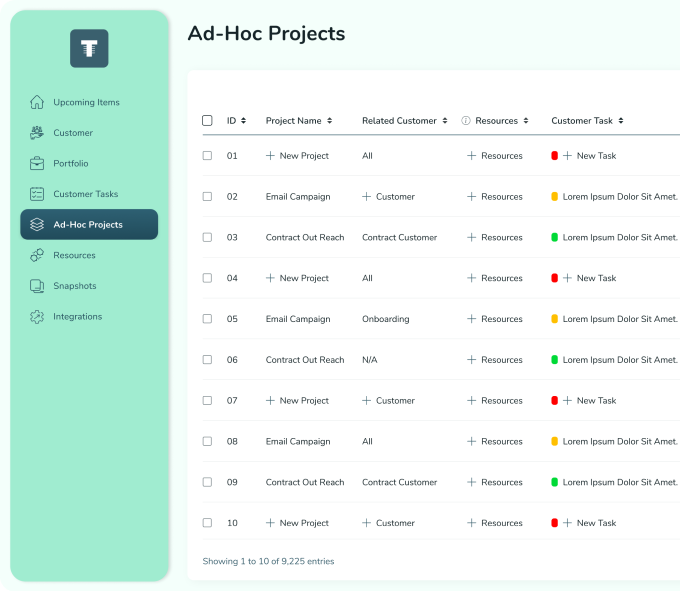 T
Upcoming Items
Customer
Portfolio
Customer Tasks
Ad-Hoc Projects
Resources
Snapshots
Integrations
Ad-Hoc Projects
ID Project Name Related Customer Resources Customer Task
01 + New Project All + Resources + New Task
02 Email Campaign + Customer + Resources Lorem Ipsum Dolor Sit Amet.
03 Contract Out Reach Contract Customer + Resources Lorem Ipsum Dolor Sit Amet.
04 + New Project All + Resources + New Task
05 Email Campaign Onboarding + Resources Lorem Ipsum Dolor Sit Amet.
06 Contract Out Reach N/A + Resources Lorem Ipsum Dolor Sit Amet.
07 + New Project + Customer + Resources + New Task
08 Email Campaign All + Resources Lorem Ipsum Dolor Sit Amet.
09 Contract Out Reach Contract Customer + Resources Lorem Ipsum Dolor Sit Amet.
10 + New Project + Customer + Resources + New Task
Showing 1 to 10 of 9,225 entries